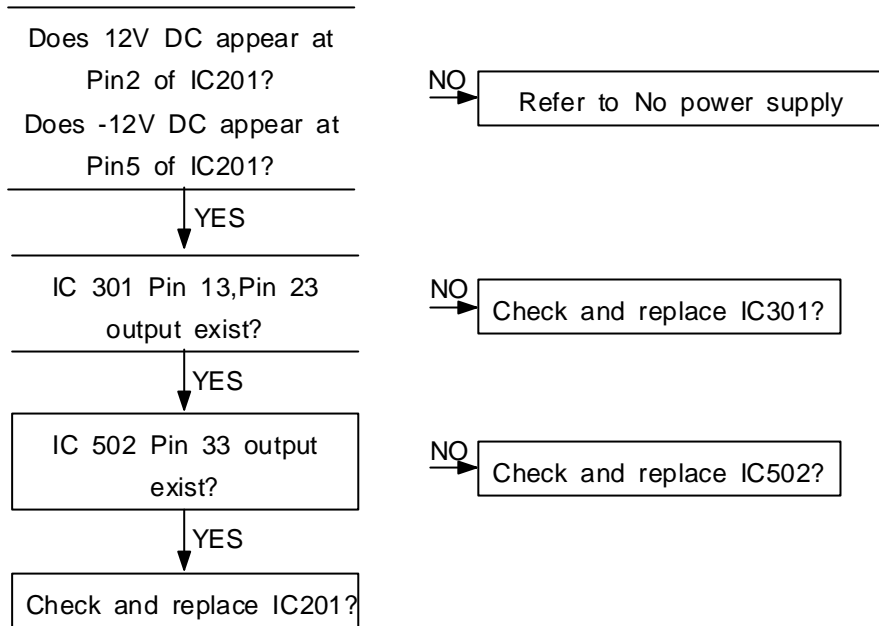 Does 12V DC appear at
Pin2 of IC201?
Does -12V DC appear at
Pin5 of IC201?
NO
Refer to No power supply
YES
IC 301 Pin 13,Pin 23
output exist?
NO
Check and replace IC301?
YES
IC 502 Pin 33 output
exist?
NO
Check and replace IC502?
YES
Check and replace IC201?